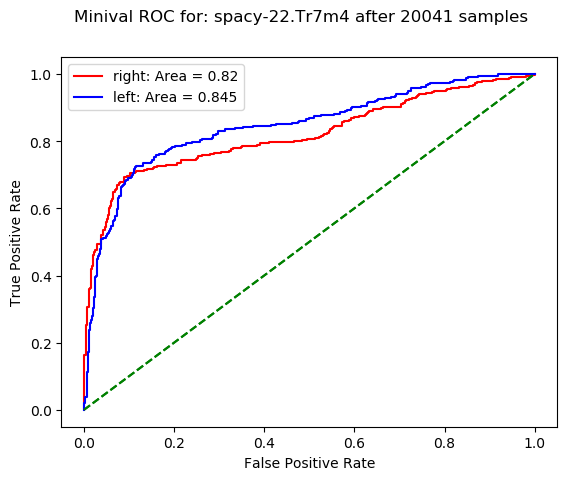 Minival ROC for: spacy-22.Tr7m4 after 20041 samples
right: Area = 0.82
left: Area = 0.845
True Positive Rate
1.0
0.8
0.6
0.4
0.2
0.0
0.0 0.2 0.4 0.6 0.8 1.0
False Positive Rate